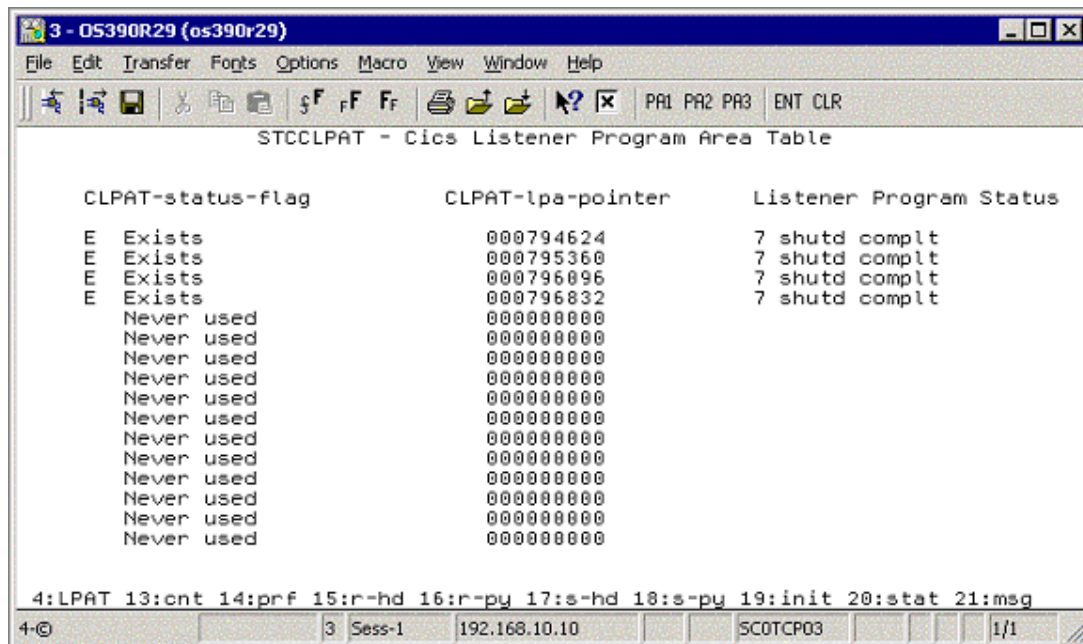 3 - OS390R29 (os390r29)
File Edit Transfer Fonts Options Macro View Window Help
PA1 PA2 PA3 ENT CLR
STCCLPAT - Cics Listener Program Area Table
CLPAT-status-flag CLPAT-lpa-pointer Listener Program Status
E Exists 000794624 7 shutd complt
E Exists 000795360 7 shutd complt
E Exists 000796096 7 shutd complt
E Exists 000796832 7 shutd complt
Never used 000000000
Never used 000000000
Never used 000000000
Never used 000000000
Never used 000000000
Never used 000000000
Never used 000000000
Never used 000000000
Never used 000000000
Never used 000000000
Never used 000000000
Never used 000000000
4:LPAT 13:cnt 14:prf 15:r-hd 16:r-py 17:s-hd 18:s-py 19:init 20:stat 21:msg
4-© 3 Sess-1 192.168.10.10 SC0TCP03 1/1